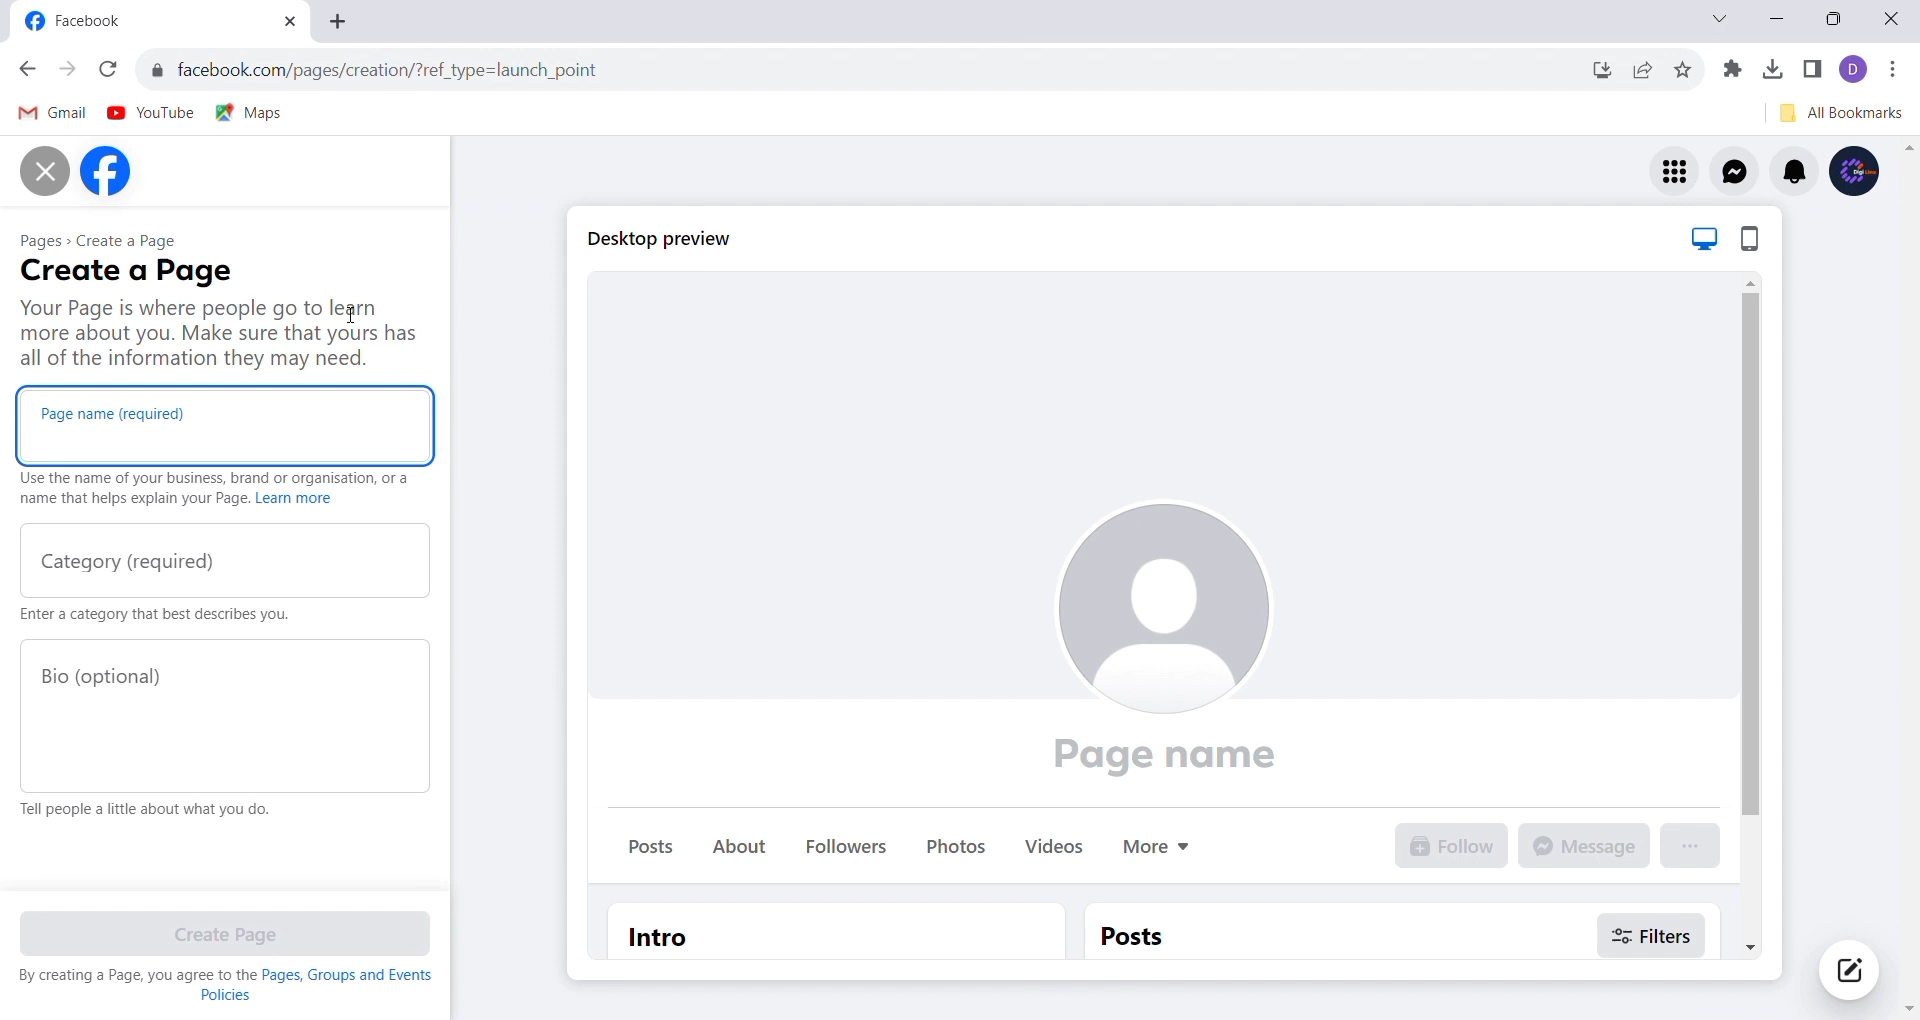 Facebook
facebook.com/pages/creation/?ref_type=launch_point
D
Gmail
YouTube
Maps
All Bookmarks
Pages › Create a Page
Create a Page
Your Page is where people go to learn
more about you. Make sure that yours has
all of the information they may need.
Page name (required)
Use the name of your business, brand or organisation, or a
name that helps explain your Page. Learn more
Category (required)
Enter a category that best describes you.
Bio (optional)
Tell people a little about what you do.
Create Page
By creating a Page, you agree to the Pages, Groups and Events
Policies
Desktop preview
Page name
Posts
About
Followers
Photos
Videos
More
Follow
Message
Intro
Posts
Filters